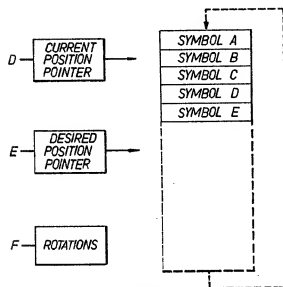 D
CURRENT
POSITION
POINTER
E
DESIRED
POSITION
POINTER
F
ROTATIONS
SYMBOL A
SYMBOL B
SYMBOL C
SYMBOL D
SYMBOL E